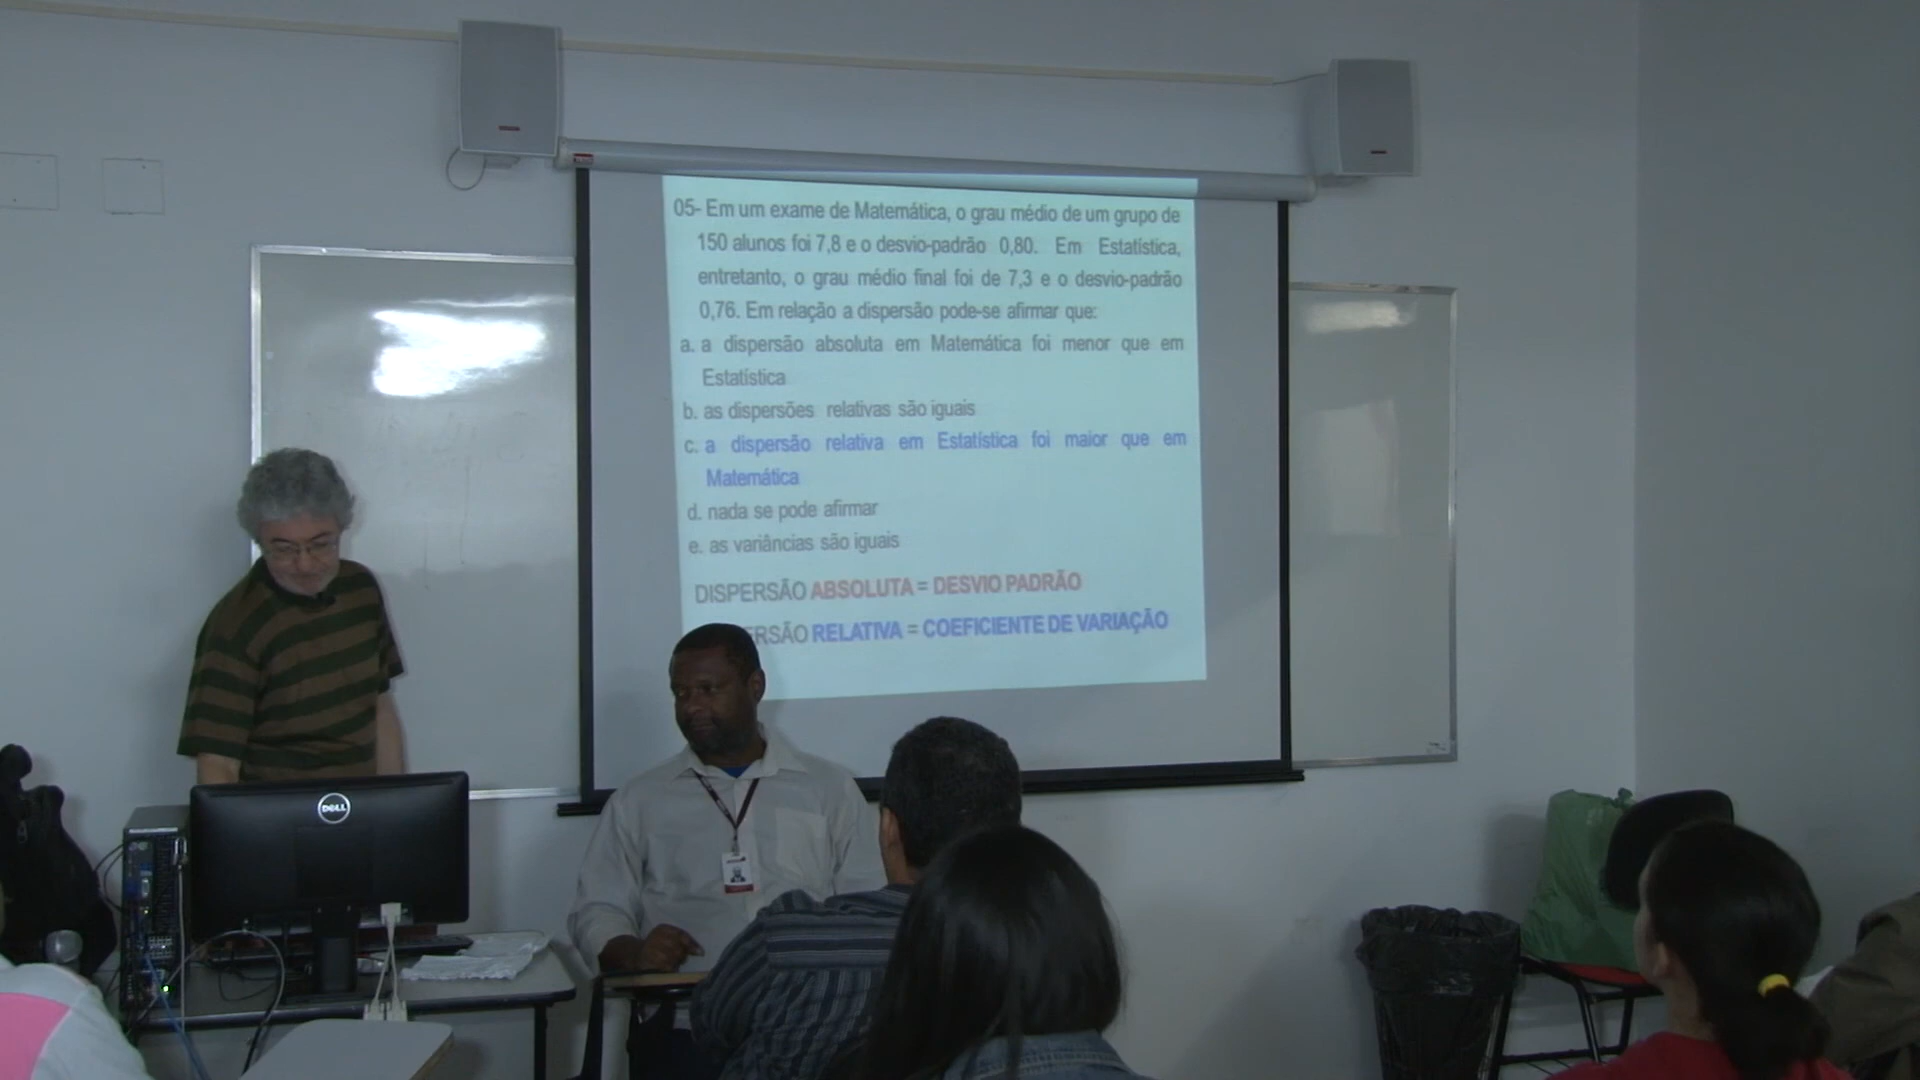 05- Em um exame de Matemática, o grau médio de um grupo de
150 alunos foi 7,8 e o desvio-padrão 0,80. Em Estatística,
entretanto, o grau médio final foi de 7,3 e o desvio-padrão
0,76. Em relação a dispersão pode-se afirmar que:
a. a dispersão absoluta em Matemática foi menor que em
Estatística
b. as dispersões relativas são iguais
c. a dispersão relativa em Estatística foi maior que em
Matemática
d. nada se pode afirmar
e. as variâncias são iguais
DISPERSÃO ABSOLUTA = DESVIO PADRÃO
ERSÃO RELATIVA = COEFICIENTE DE VARIAÇÃO
DELL